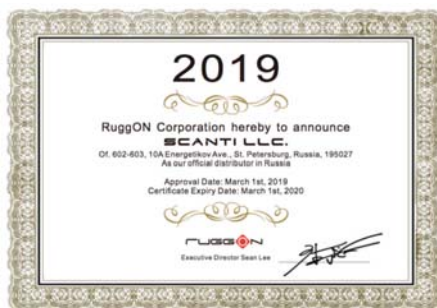 2019
RuggON Corporation hereby to announce
SCANTI LLC.
Of. 602-603, 10A Energetikov Ave., St. Petersburg, Russia, 195027
As our official distributor in Russia
Approval Date: March 1st, 2019
Certificate Expiry Date: March 1st, 2020
RUGGON
Executive Director Sean Lee